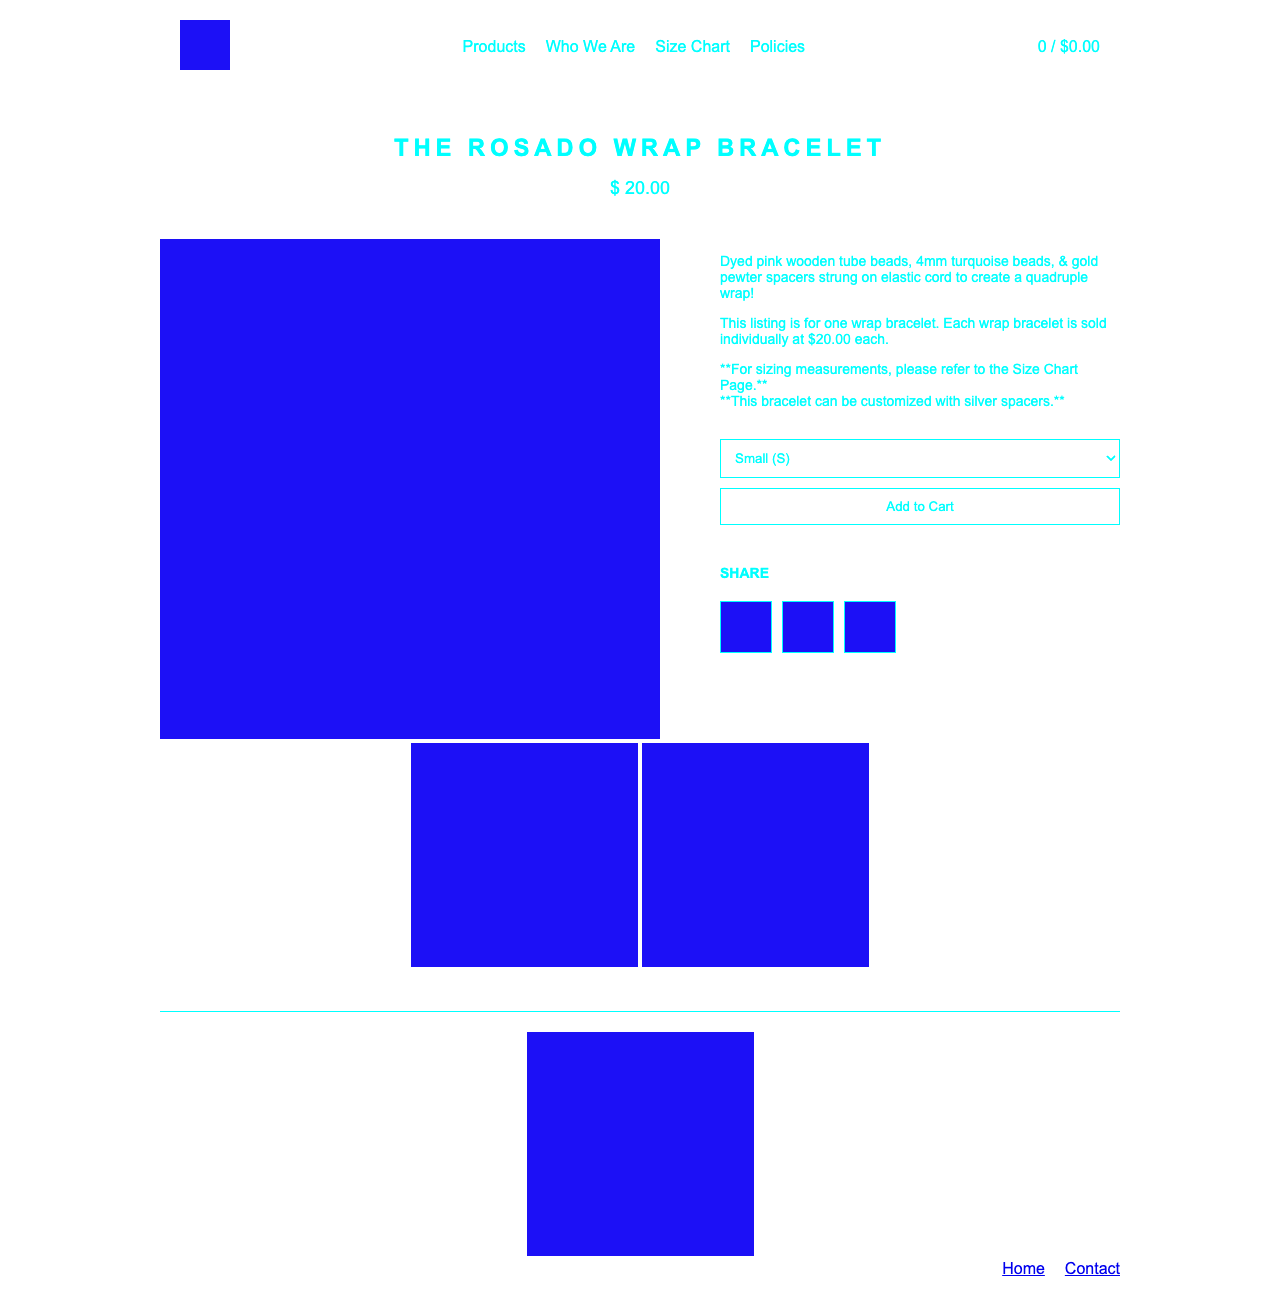 Products Who We Are Size Chart Policies 0 / $0.00
THE ROSADO WRAP BRACELET
$ 20.00
Dyed pink wooden tube beads, 4mm turquoise beads, & gold
pewter spacers strung on elastic cord to create a quadruple
wrap!
This listing is for one wrap bracelet. Each wrap bracelet is sold
individually at $20.00 each.
**For sizing measurements, please refer to the Size Chart
Page.**
**This bracelet can be customized with silver spacers.**
Small (S)
Add to Cart
SHARE
Home Contact